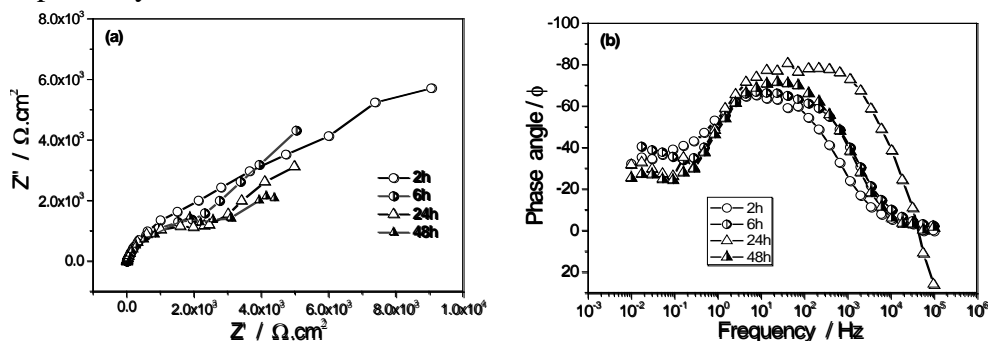 (a)
8.0x10³
6.0x10³
4.0x10³
2.0x10³
0.0
Z'' / Ω.cm²
2h
6h
24h
48h
0.0 2.0x10³ 4.0x10³ 6.0x10³ 8.0x10³ 1.0x10⁴
Z' / Ω.cm²
(b)
-100
-80
-60
-40
-20
0
20
Phase angle / ϕ
2h
6h
24h
48h
10⁻³ 10⁻² 10⁻¹ 10⁰ 10¹ 10² 10³ 10⁴ 10⁵ 10⁶
Frequency / Hz